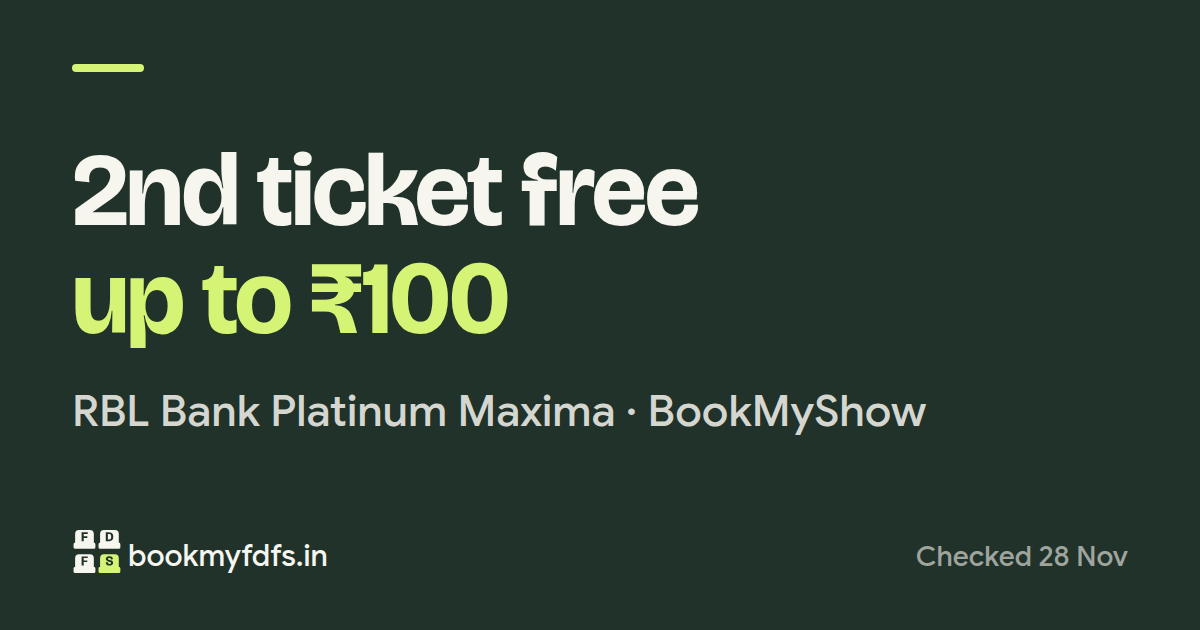 2nd ticket free
up to ₹100
RBL Bank Platinum Maxima · BookMyShow
F D
F S
bookmyfdfs.in
Checked 28 Nov